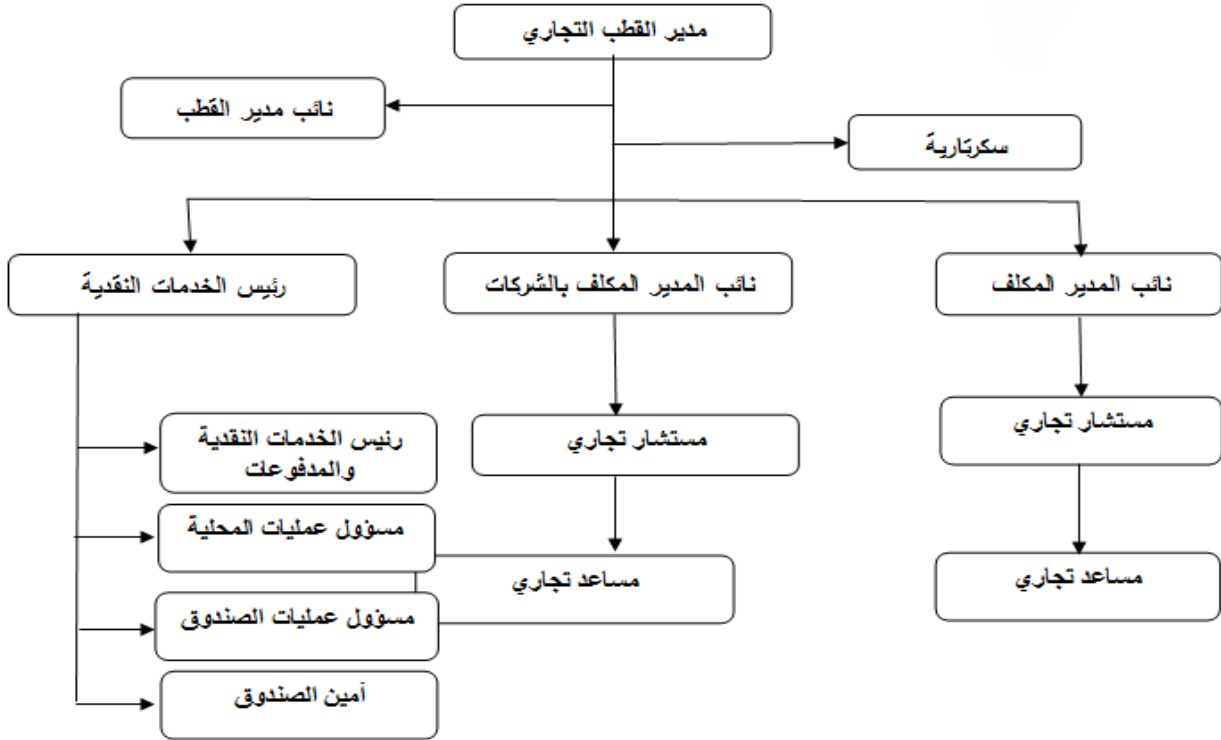 مدير القطب التجاري
نائب مدير القطب
سكرتارية
نائب المدير المكلف
نائب المدير المكلف بالشركات
رئيس الخدمات النقدية
مستشار تجاري
مستشار تجاري
رئيس الخدمات النقدية
والمدفوعات
مسؤول عمليات المحلية
مساعد تجاري
مساعد تجاري
مسؤول عمليات الصندوق
أمين الصندوق